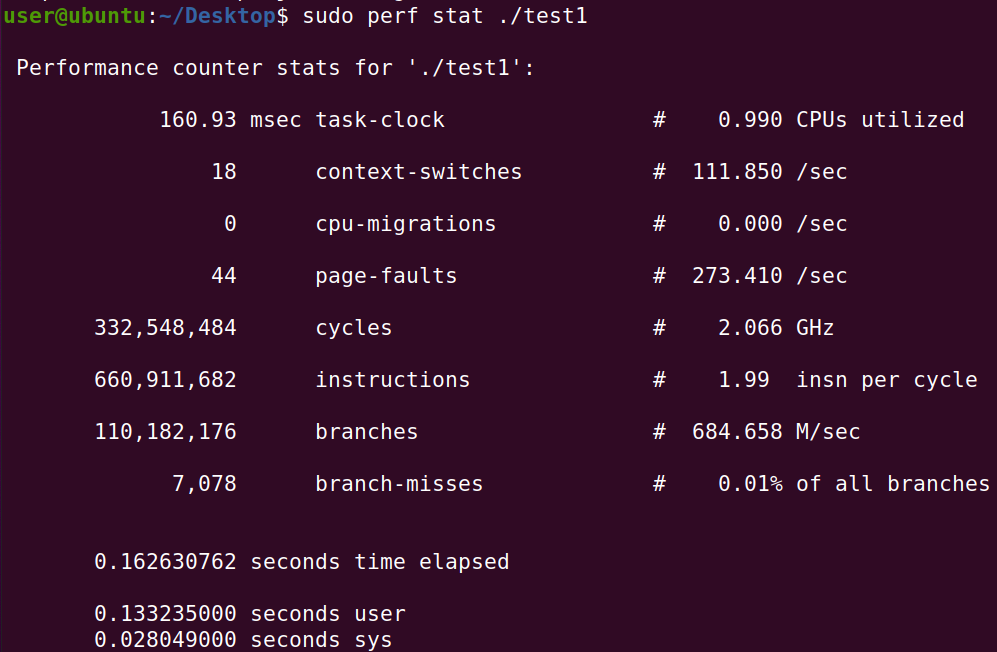 user@ubuntu:~/Desktop$ sudo perf stat ./test1
Performance counter stats for './test1':
160.93 msec task-clock # 0.990 CPUs utilized
18 context-switches # 111.850 /sec
0 cpu-migrations # 0.000 /sec
44 page-faults # 273.410 /sec
332,548,484 cycles # 2.066 GHz
660,911,682 instructions # 1.99 insn per cycle
110,182,176 branches # 684.658 M/sec
7,078 branch-misses # 0.01% of all branches
0.162630762 seconds time elapsed
0.133235000 seconds user
0.028049000 seconds sys